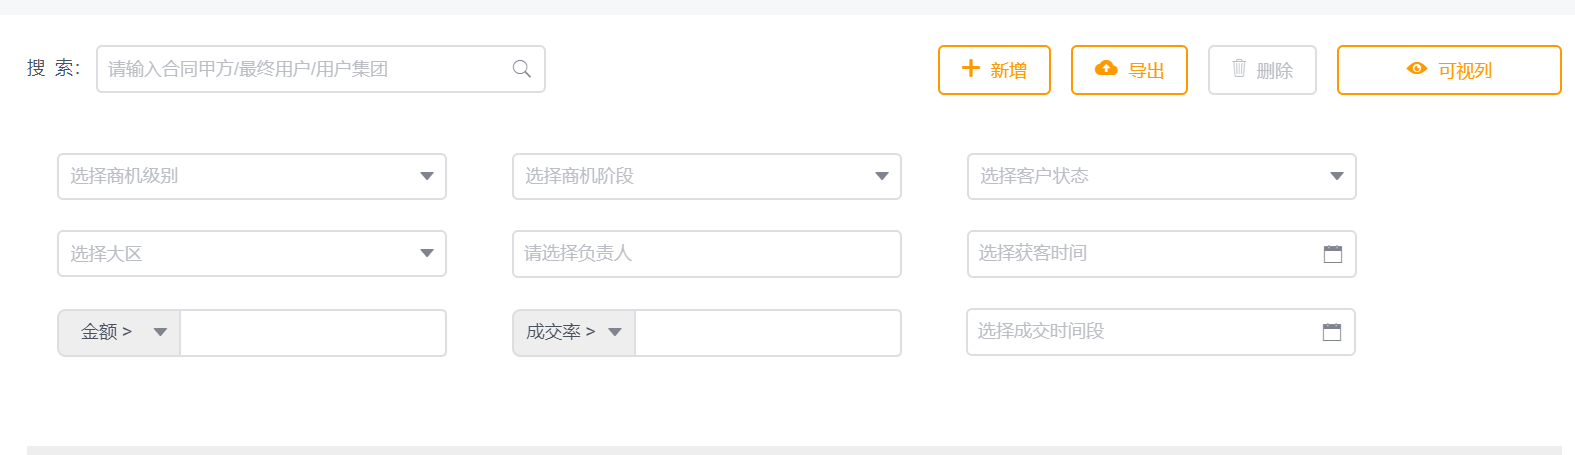 搜 索： 请输入合同甲方/最终用户/用户集团 新增 导出 删除 可视列
选择商机级别 选择商机阶段 选择客户状态
选择大区 请选择负责人 选择获客时间
金额 > 成交率 > 选择成交时间段